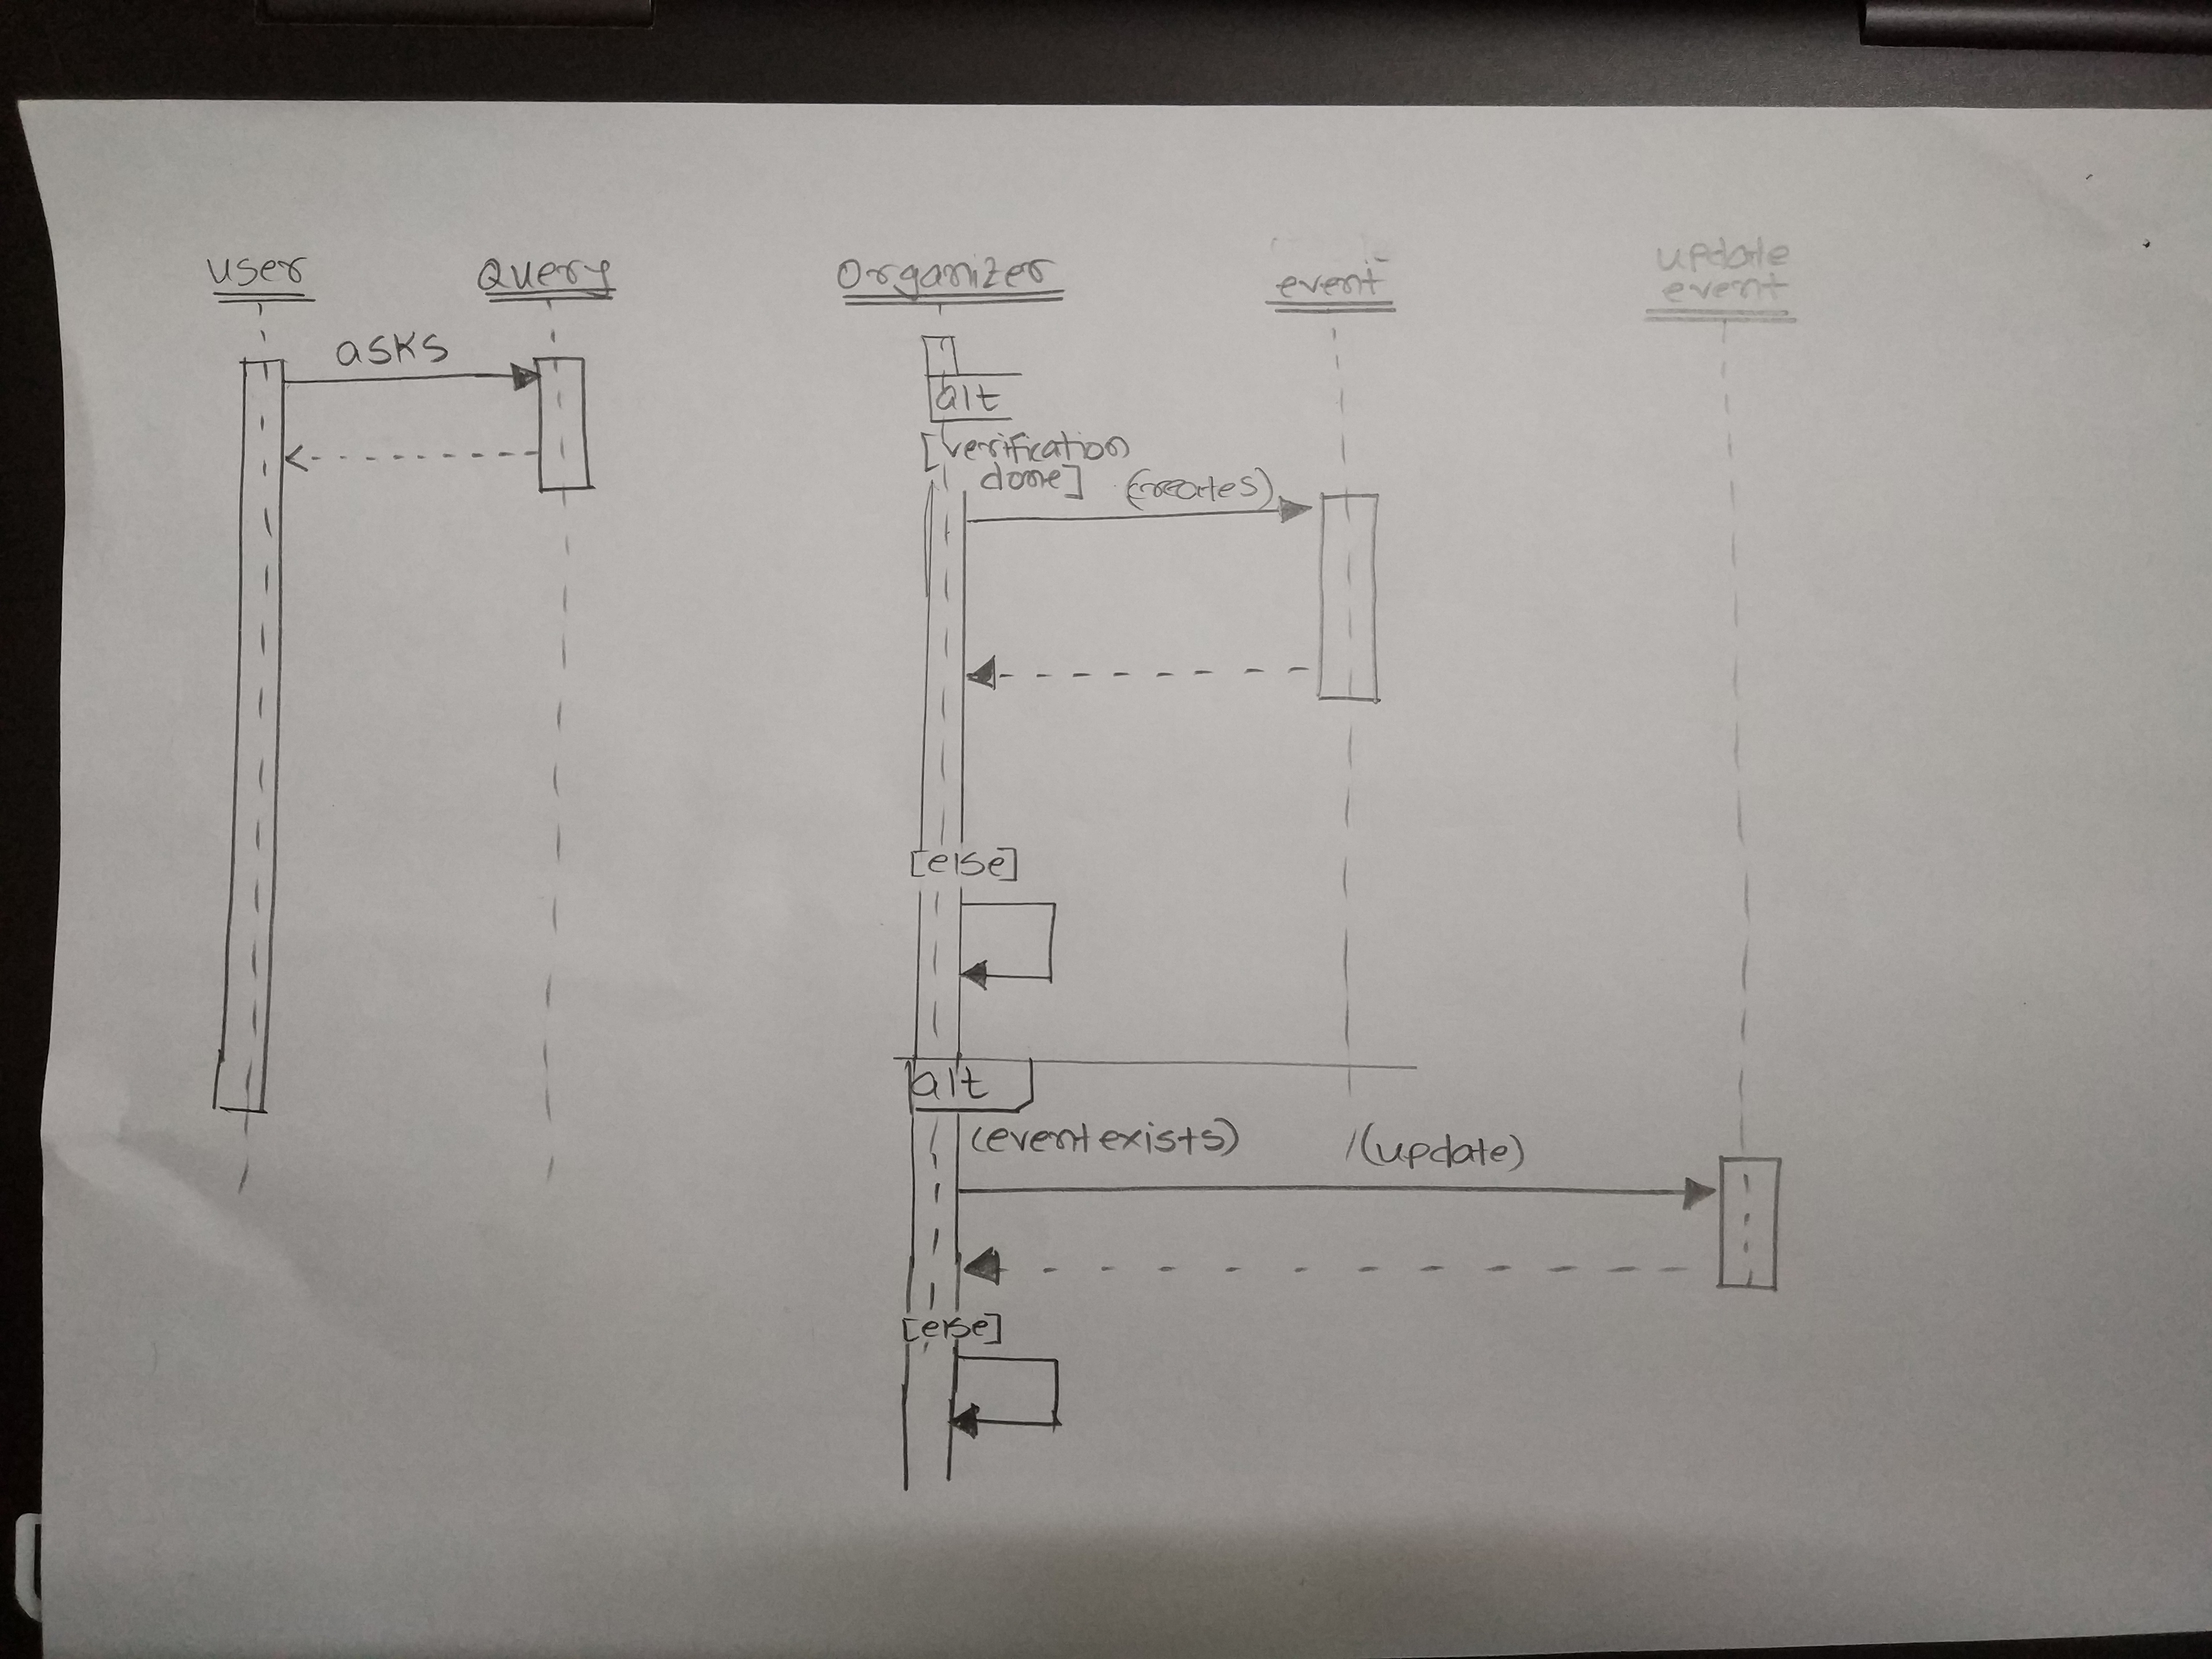 user
Query
Organizer
event
update
event
asks
alt
[verification
done]
(creates)
[else]
alt
(event exists)
/(update)
[else]